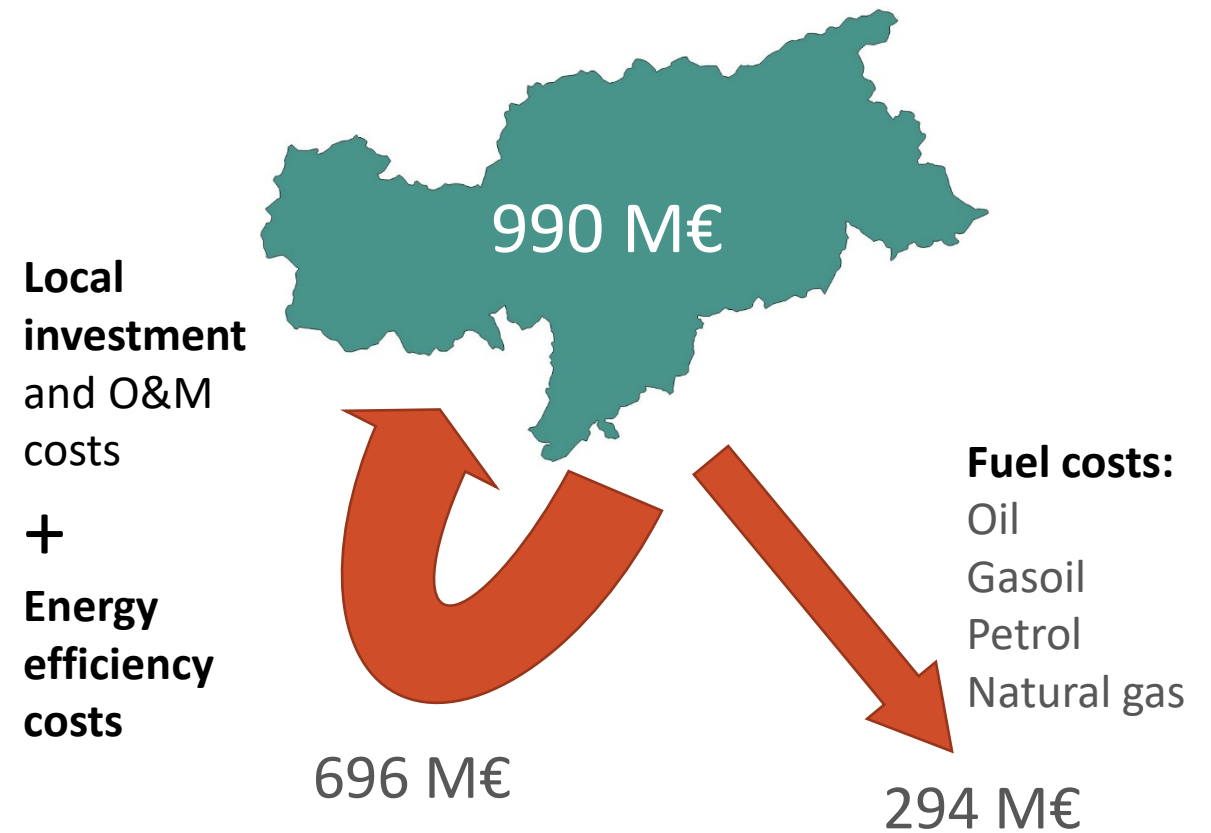 990 M€
Local
investment
and O&M
costs
+
Energy
efficiency
costs
696 M€
Fuel costs:
Oil
Gasoil
Petrol
Natural gas
294 M€